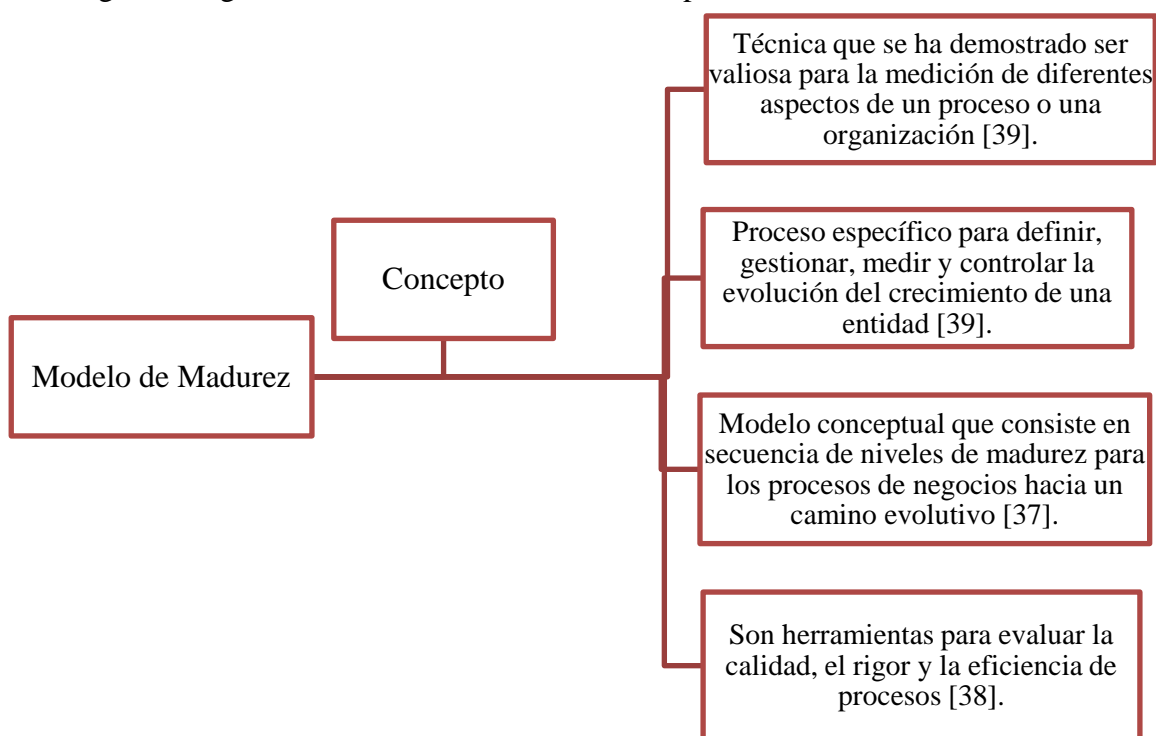 Técnica que se ha demostrado ser
valiosa para la medición de diferentes
aspectos de un proceso o una
organización [39].
Proceso específico para definir,
gestionar, medir y controlar la
evolución del crecimiento de una
entidad [39].
Concepto
Modelo de Madurez
Modelo conceptual que consiste en
secuencia de niveles de madurez para
los procesos de negocios hacia un
camino evolutivo [37].
Son herramientas para evaluar la
calidad, el rigor y la eficiencia de
procesos [38].